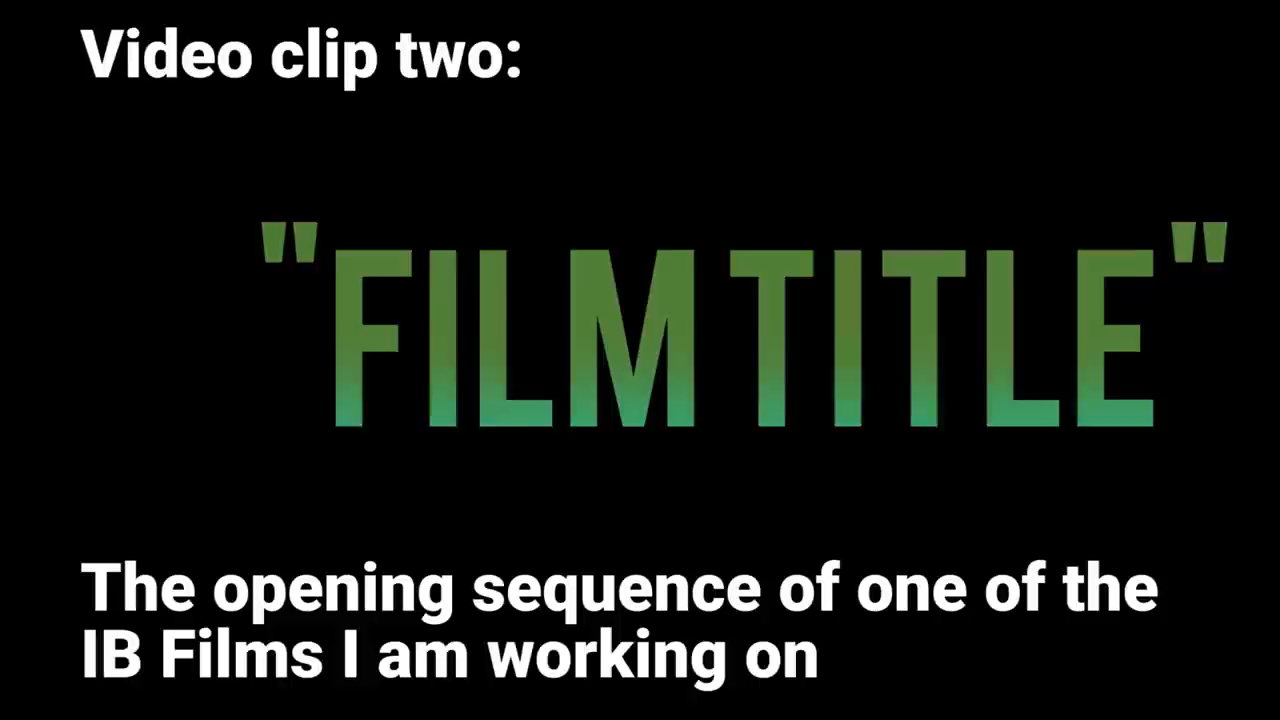 Video clip two:
"FILM TITLE"
The opening sequence of one of the
IB Films I am working on